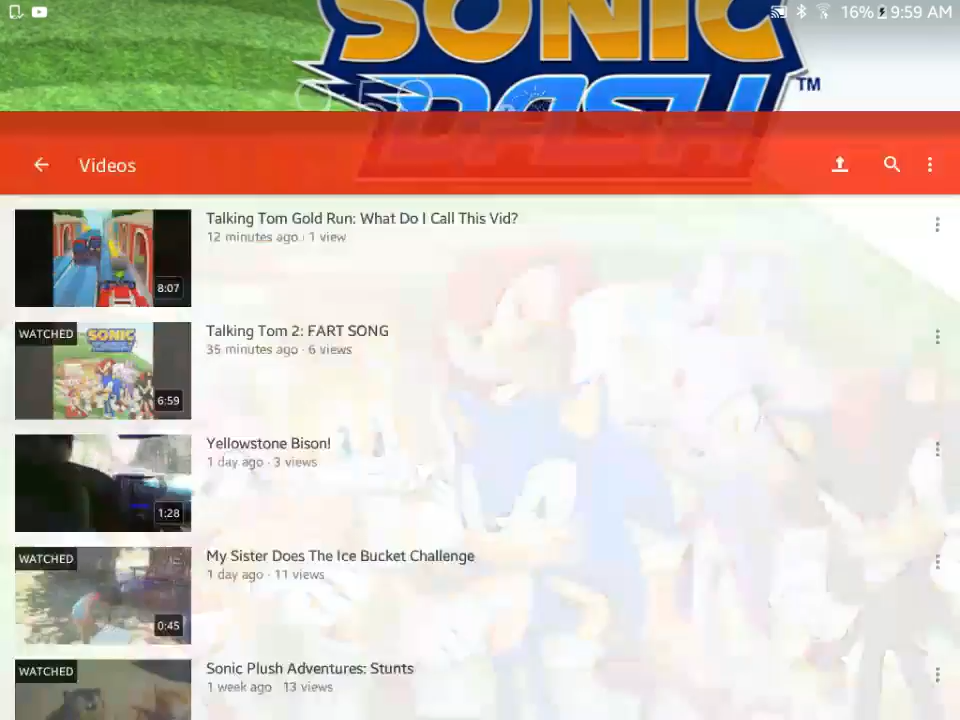 16% 9:59 AM
SONIC
DASH
TM
Videos
Talking Tom Gold Run: What Do I Call This Vid?
12 minutes ago · 1 view
8:07
WATCHED
SONIC
Talking Tom 2: FART SONG
35 minutes ago · 6 views
6:59
Yellowstone Bison!
1 day ago · 3 views
1:28
WATCHED
My Sister Does The Ice Bucket Challenge
1 day ago · 11 views
0:45
WATCHED
Sonic Plush Adventures: Stunts
1 week ago · 13 views